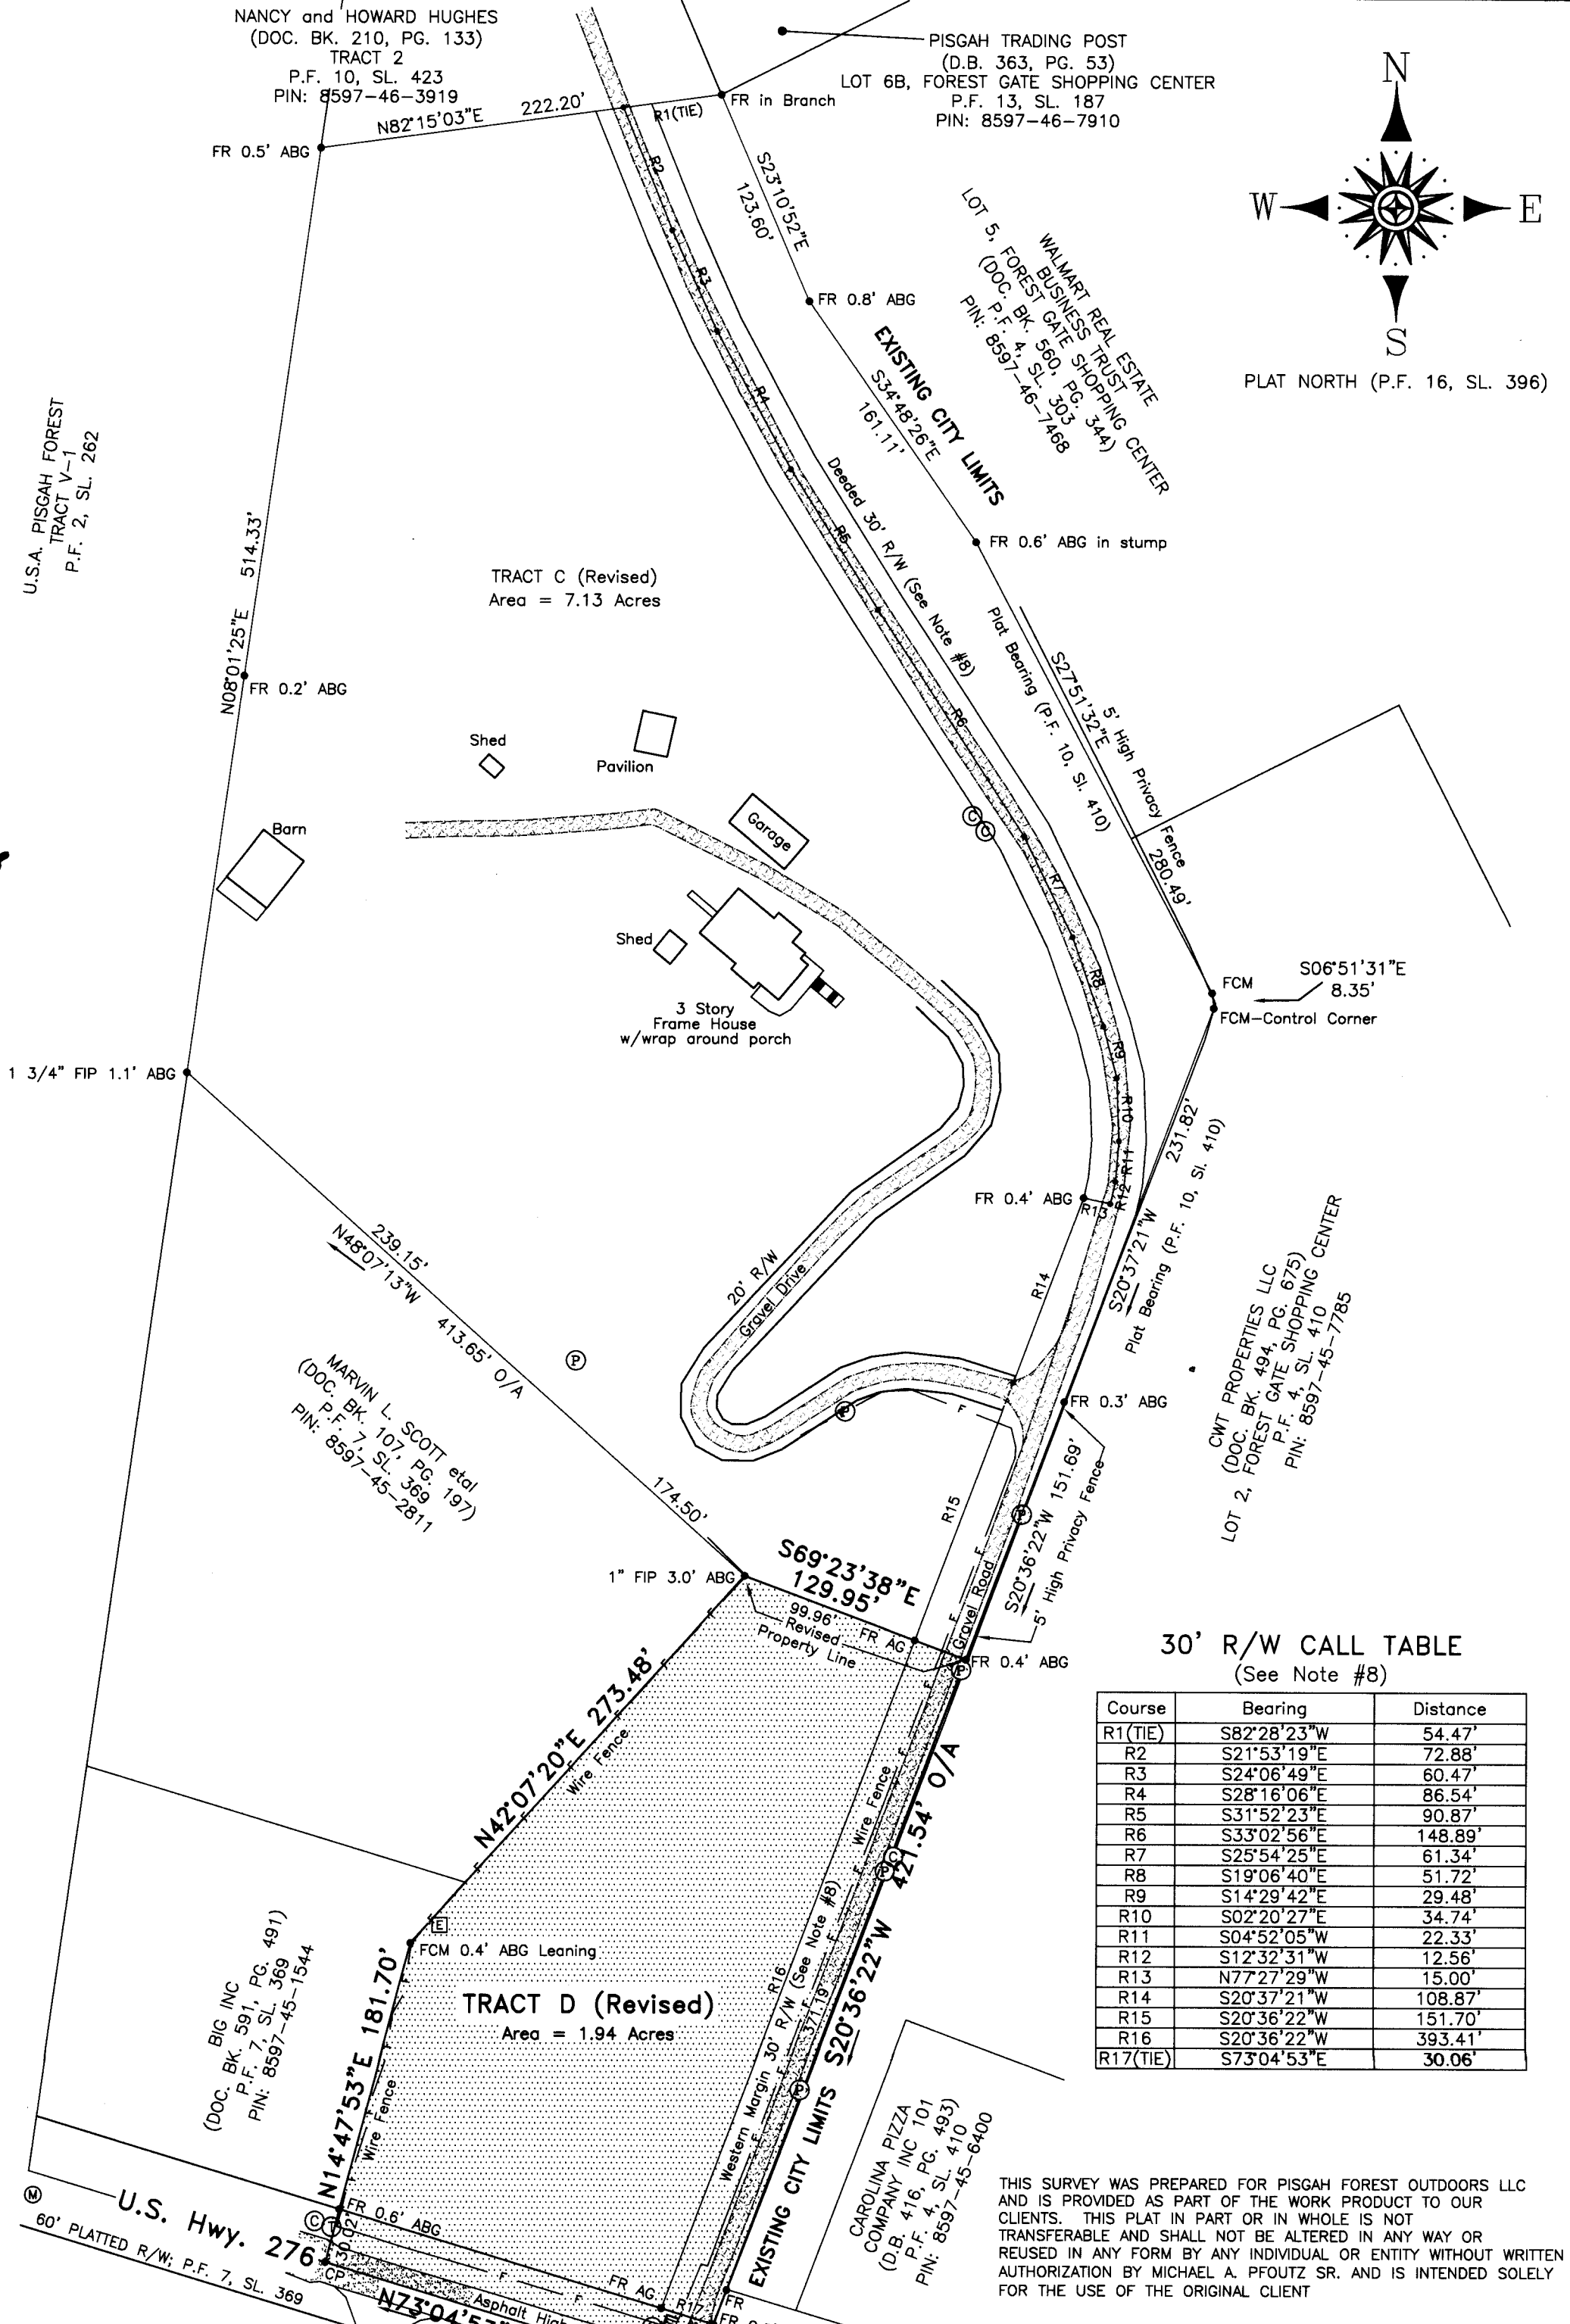 NANCY and HOWARD HUGHES
(DOC. BK. 210, PG. 133)
TRACT 2
P.F. 10, SL. 423
PIN: 8597-46-3919
PISGAH TRADING POST
(D.B. 363, PG. 53)
LOT 6B, FOREST GATE SHOPPING CENTER
P.F. 13, SL. 187
PIN: 8597-46-7910
N
W
E
S
PLAT NORTH (P.F. 16, SL. 396)
FR in Branch
N82°15'03"E 222.20'
R1(TIE)
FR 0.5' ABG
R2
S23°10'52"E
123.60'
R3
FR 0.8' ABG
WALMART REAL ESTATE
BUSINESS TRUST
LOT 5, FOREST GATE SHOPPING CENTER
(DOC. BK. 560, PG. 344)
P.F. 4, SL. 303
PIN: 8597-46-7468
EXISTING CITY LIMITS
S34°48'26"E
161.11'
R4
U.S.A. PISGAH FOREST
TRACT V-1
P.F. 2, SL. 262
Deeded 30' R/W (See Note #8)
R5
FR 0.6' ABG in stump
N08°01'25"E 514.33'
TRACT C (Revised)
Area = 7.13 Acres
Plat Bearing (P.F. 10, Sl. 410)
S27°51'32"E
280.49'
5' High Privacy Fence
FR 0.2' ABG
R6
Shed
Pavilion
Garage
Barn
C
C
R7
Shed
3 Story
Frame House
w/wrap around porch
R8
FCM
S06°51'31"E
8.35'
FCM-Control Corner
R9
1 3/4" FIP 1.1' ABG
R10
R11
R12
R13
FR 0.4' ABG
231.82'
S20°37'21"W
Plat Bearing (P.F. 10, Sl. 410)
239.15'
N48°07'13"W
413.65' O/A
20' R/W
Gravel Drive
R14
P
MARVIN L. SCOTT etal
(DOC. BK. 107, PG. 197)
P.F. 7, SL. 369
PIN: 8597-45-2811
CWT PROPERTIES LLC
(DOC. BK. 494, PG. 675)
LOT 2, FOREST GATE SHOPPING CENTER
P.F. 4, SL. 410
PIN: 8597-45-7785
P
F
FR 0.3' ABG
174.50'
R15
S20°36'22"W 151.69'
5' High Privacy Fence
P
F
F
Gravel Road
1" FIP 3.0' ABG
S69°23'38"E
129.95'
99.96'
Revised
Property Line
FR AG
FR 0.4' ABG
P
30' R/W CALL TABLE
(See Note #8)
Course Bearing Distance
R1(TIE) S82°28'23"W 54.47'
R2 S21°53'19"E 72.88'
R3 S24°06'49"E 60.47'
R4 S28°16'06"E 86.54'
R5 S31°52'23"E 90.87'
R6 S33°02'56"E 148.89'
R7 S25°54'25"E 61.34'
R8 S19°06'40"E 51.72'
R9 S14°29'42"E 29.48'
R10 S02°20'27"E 34.74'
R11 S04°52'05"W 22.33'
R12 S12°32'31"W 12.56'
R13 N77°27'29"W 15.00'
R14 S20°37'21"W 108.87'
R15 S20°36'22"W 151.70'
R16 S20°36'22"W 393.41'
R17(TIE) S73°04'53"E 30.06'
N42°07'20"E 273.48'
Wire Fence
Wire Fence
S20°36'22"W 421.54' O/A
C
P
E
FCM 0.4' ABG Leaning
BIG INC
(DOC. BK. 591, PG. 491)
P.F. 7, SL. 369
PIN: 8597-45-1544
TRACT D (Revised)
Area = 1.94 Acres
R16
Western Margin 30' R/W (See Note #8)
371.19'
N14°47'53"E 181.70'
Wire Fence
P
EXISTING CITY LIMITS
CAROLINA PIZZA
COMPANY INC 101
(D.B. 416, PG. 493)
P.F. 4, SL. 410
PIN: 8597-45-6400
M
U.S. Hwy. 276
60' PLATTED R/W; P.F. 7, SL. 369
FR 0.6' ABG
C
T
30.02'
CP
Asphalt High
FR AG
R17
FR
THIS SURVEY WAS PREPARED FOR PISGAH FOREST OUTDOORS LLC
AND IS PROVIDED AS PART OF THE WORK PRODUCT TO OUR
CLIENTS. THIS PLAT IN PART OR IN WHOLE IS NOT
TRANSFERABLE AND SHALL NOT BE ALTERED IN ANY WAY OR
REUSED IN ANY FORM BY ANY INDIVIDUAL OR ENTITY WITHOUT WRITTEN
AUTHORIZATION BY MICHAEL A. PFOUTZ SR. AND IS INTENDED SOLELY
FOR THE USE OF THE ORIGINAL CLIENT